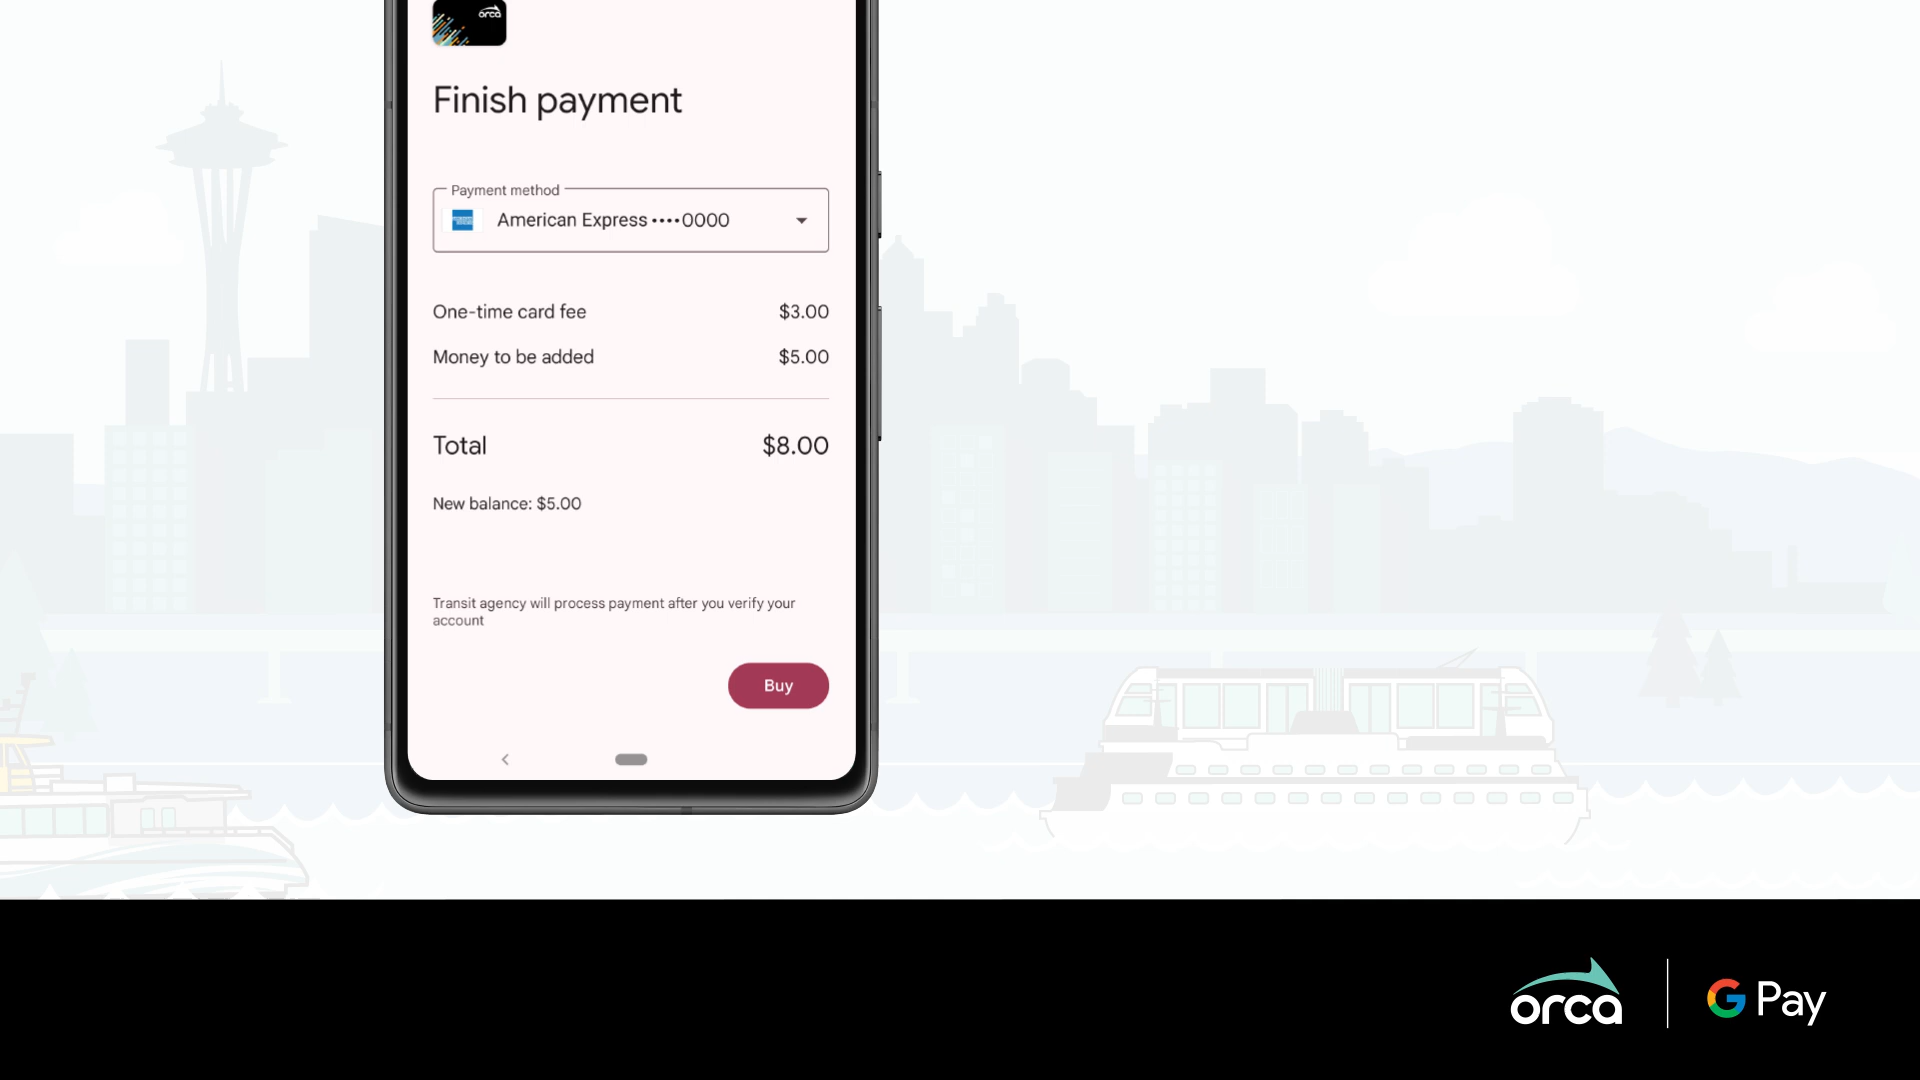 orca
Finish payment
Payment method
American Express ••••0000
One-time card fee $3.00
Money to be added $5.00
Total $8.00
New balance: $5.00
Transit agency will process payment after you verify your
account
Buy
orca G Pay